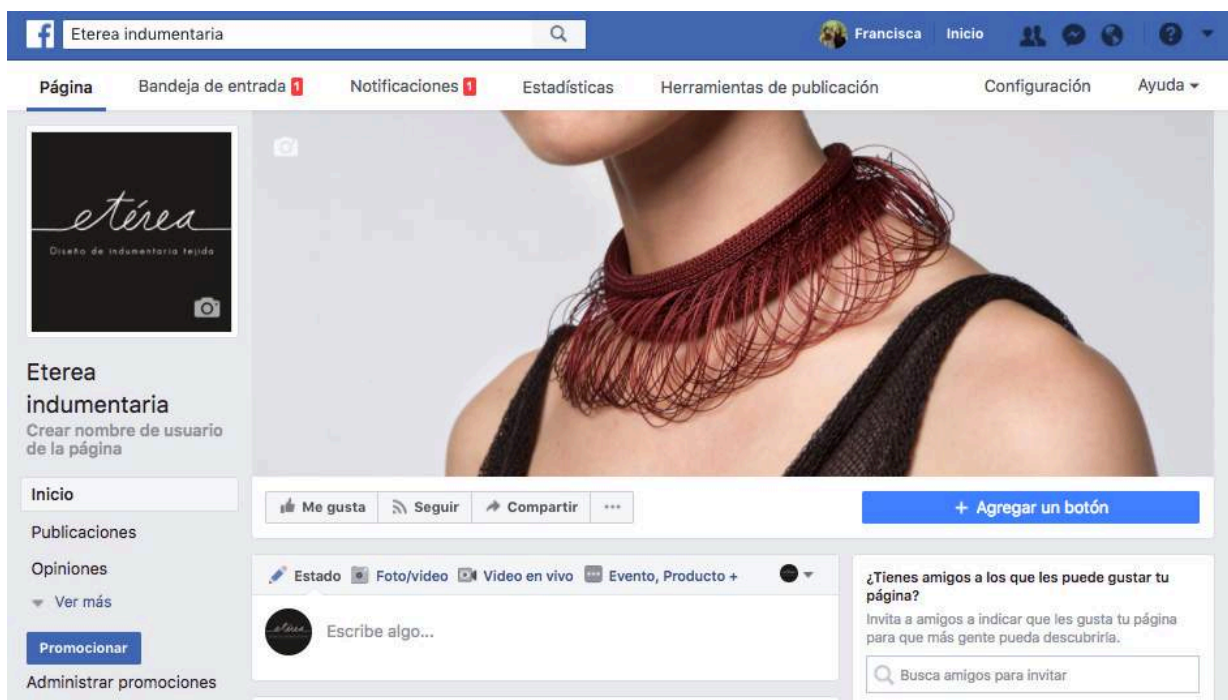 Eterea indumentaria
Francisca Inicio
Página Bandeja de entrada 1 Notificaciones 1 Estadísticas Herramientas de publicación Configuración Ayuda
etérea
Diseño de indumentaria tejida
Eterea
indumentaria
Crear nombre de usuario
de la página
Inicio
Publicaciones
Opiniones
Ver más
Promocionar
Administrar promociones
Me gusta Seguir Compartir ...
+ Agregar un botón
Estado Foto/video Video en vivo Evento, Producto +
etérea
Escribe algo...
¿Tienes amigos a los que les puede gustar tu
página?
Invita a amigos a indicar que les gusta tu página
para que más gente pueda descubrirla.
Busca amigos para invitar